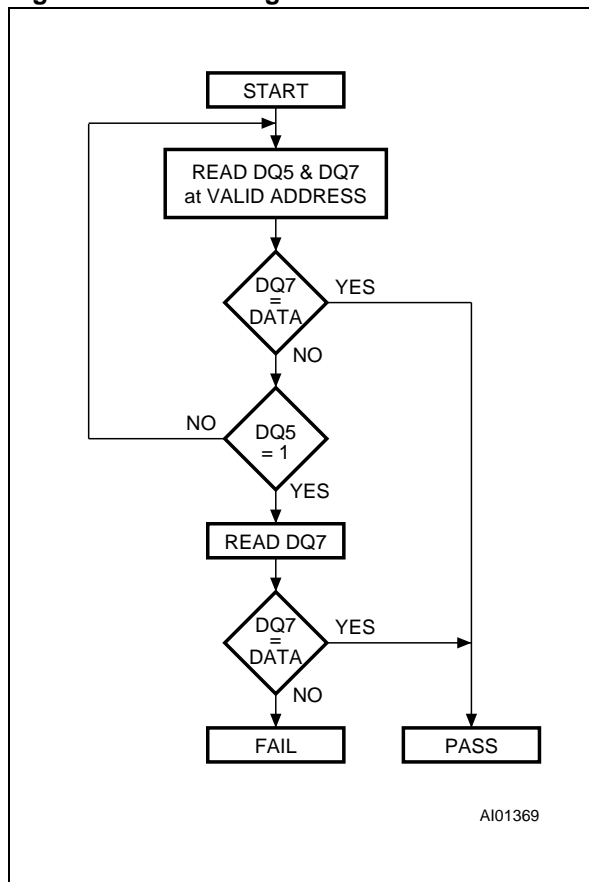 START
READ DQ5 & DQ7
at VALID ADDRESS
DQ7
=
DATA
YES
NO
NO
DQ5
= 1
YES
READ DQ7
DQ7
=
DATA
YES
NO
FAIL
PASS
AI01369